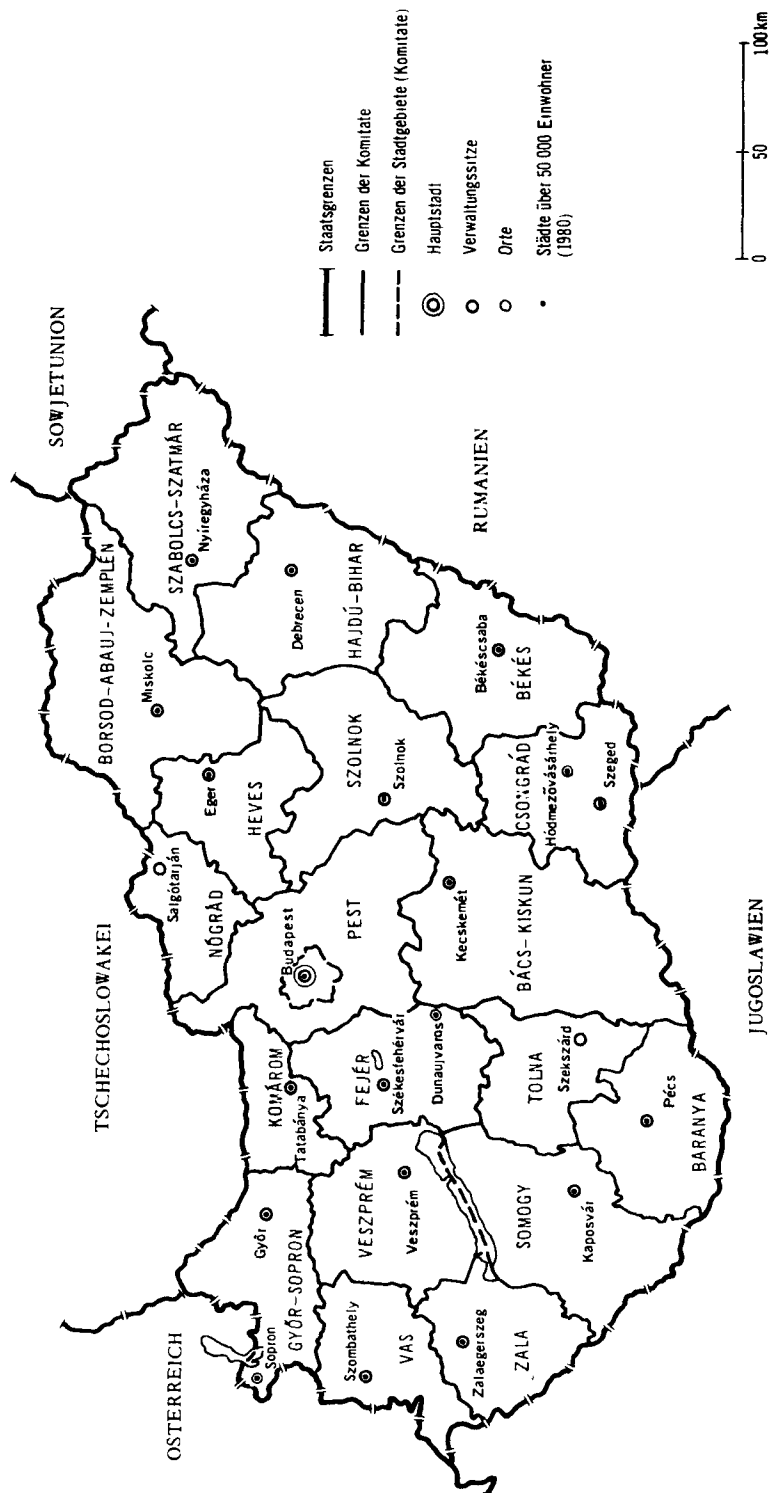 SOWJETUNION
TSCHECHOSLOWAKEI
OSTERREICH
RUMANIEN
JUGOSLAWIEN
BORSOD-ABAUJ-ZEMPLÉN
Miskolc
SZABOLCS-SZATMÁR
Nyíregyháza
Salgótarján
NÓGRÁD
Eger
HEVES
Debrecen
HAJDÚ-BIHAR
Győr
GYŐR-SOPRON
Sopron
KOMÁROM
Tatabánya
Budapest
PEST
SZOLNOK
Szolnok
Szombathely
VAS
VESZPRÉM
Veszprém
FEJÉR
Székesfehérvár
Dunaujvaros
Kecskemét
BÁCS-KISKUN
Békéscsaba
BÉKÉS
CSONGRÁD
Hódmezővásárhely
Szeged
Zalaegerszeg
ZALA
SOMOGY
Kaposvár
TOLNA
Szekszárd
Pécs
BARANYA
Staatsgrenzen
Grenzen der Komitate
Grenzen der Stadtgebiete (Komitate)
Hauptstadt
Verwaltungssitze
Orte
Städte über 50 000 Einwohner
(1980)
0 50 100 km